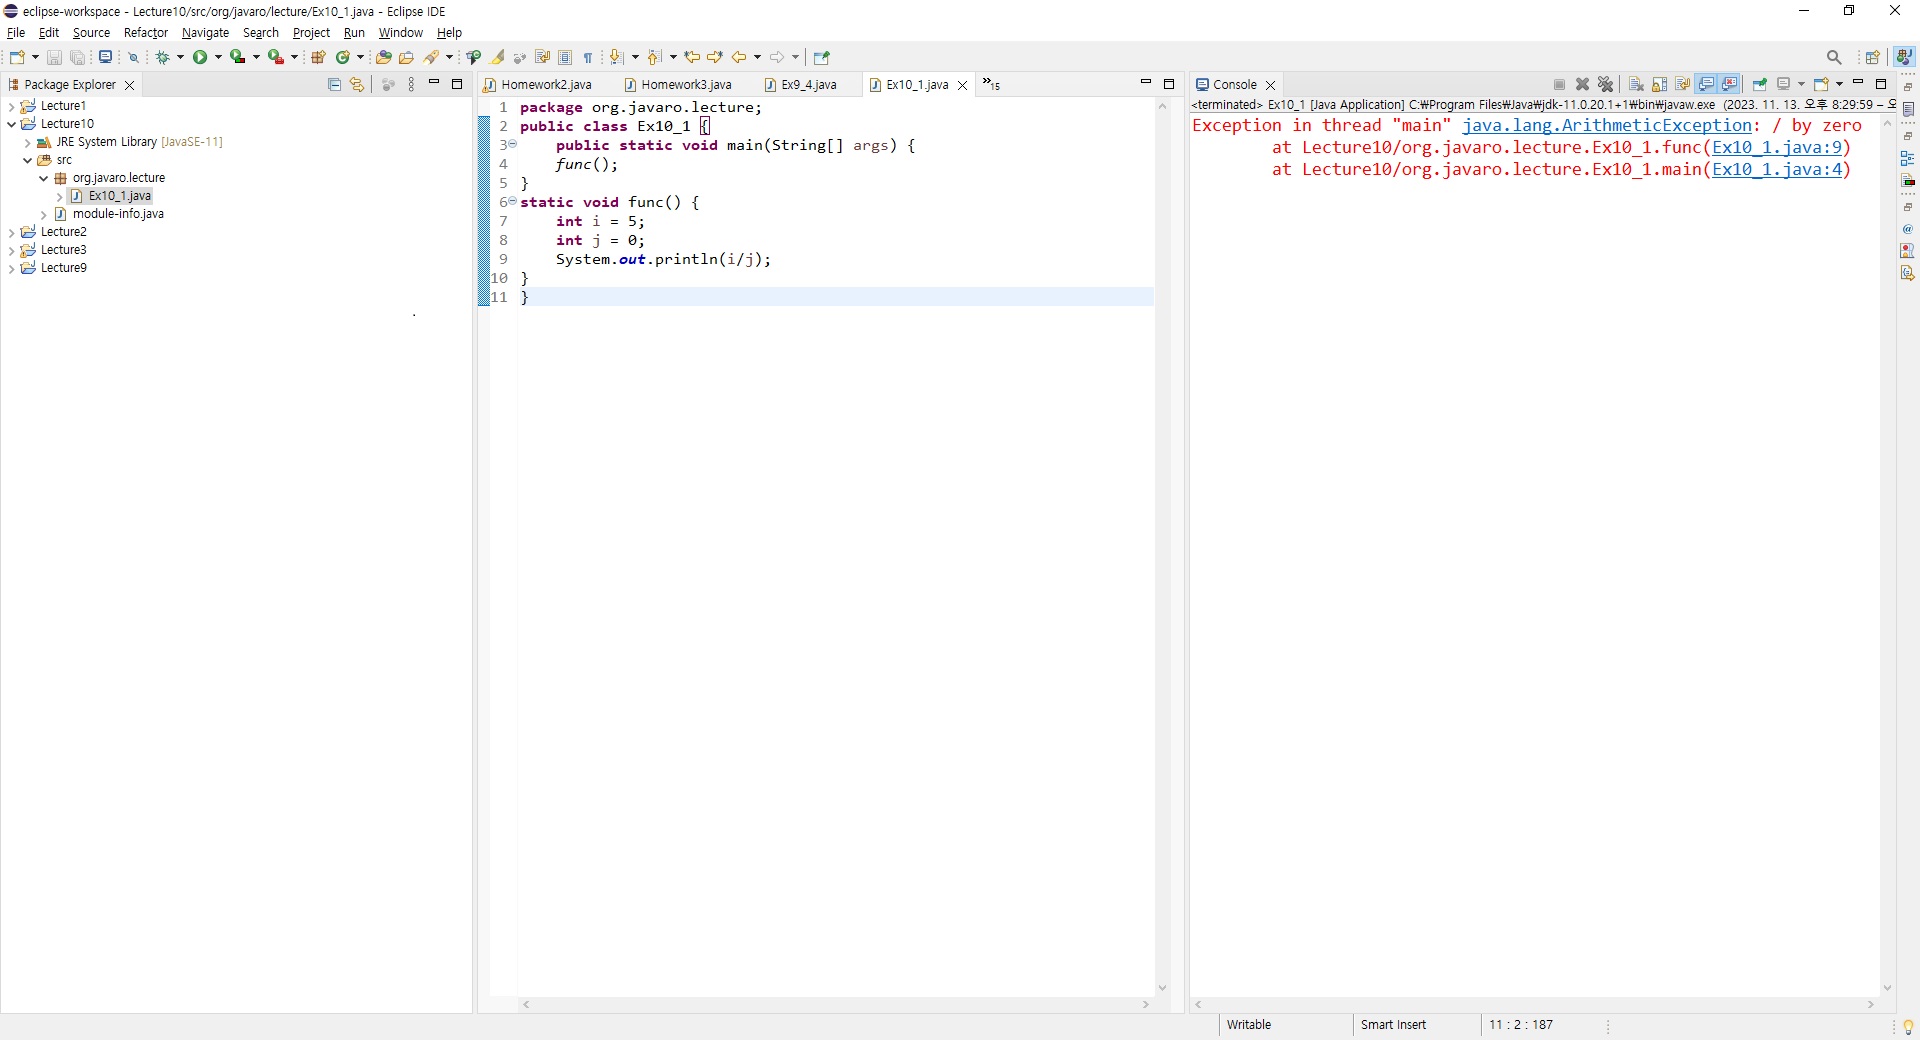 eclipse-workspace - Lecture10/src/org/javaro/lecture/Ex10_1.java - Eclipse IDE
File Edit Source Refactor Navigate Search Project Run Window Help
Package Explorer
Lecture1
Lecture10
JRE System Library [JavaSE-11]
src
org.javaro.lecture
Ex10_1.java
module-info.java
Lecture2
Lecture3
Lecture9
Homework2.java Homework3.java Ex9_4.java Ex10_1.java »15
1 package org.javaro.lecture;
2 public class Ex10_1 {
3 public static void main(String[] args) {
4 func();
5 }
6 static void func() {
7 int i = 5;
8 int j = 0;
9 System.out.println(i/j);
10 }
11 }
Console
<terminated> Ex10_1 [Java Application] C:₩Program Files₩Java₩jdk-11.0.20.1+1₩bin₩javaw.exe (2023. 11. 13. 오후 8:29:59 – 오
Exception in thread "main" java.lang.ArithmeticException: / by zero
at Lecture10/org.javaro.lecture.Ex10_1.func(Ex10_1.java:9)
at Lecture10/org.javaro.lecture.Ex10_1.main(Ex10_1.java:4)
Writable Smart Insert 11 : 2 : 187